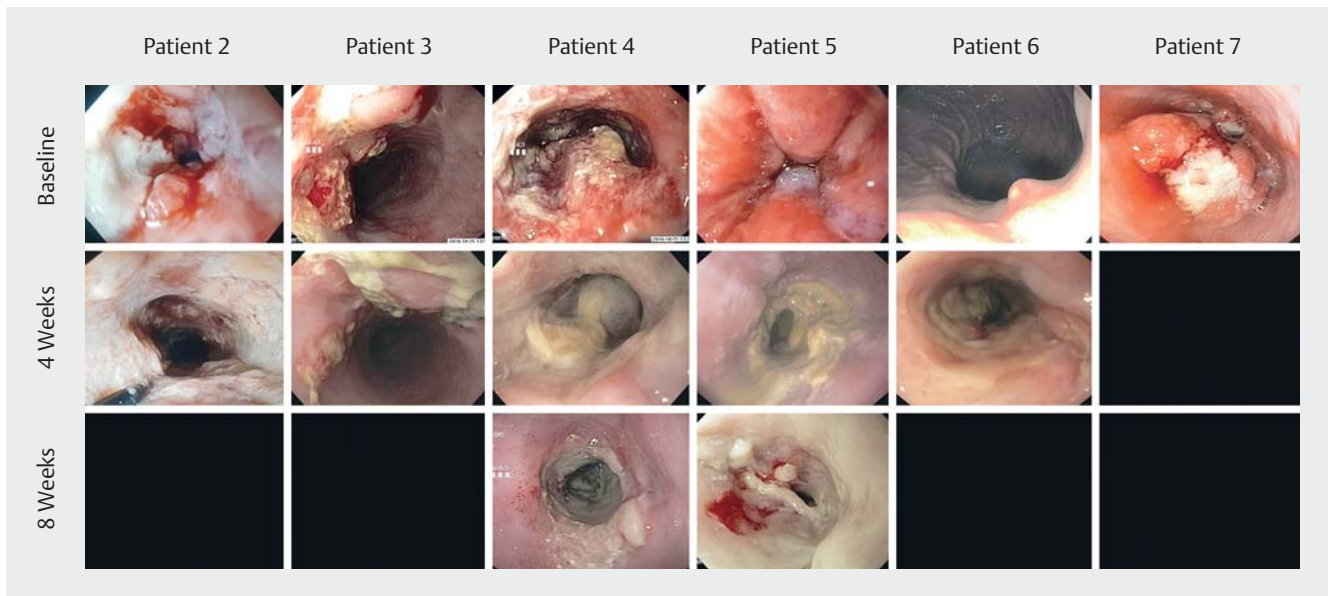 Patient 2
Patient 3
Patient 4
Patient 5
Patient 6
Patient 7
Baseline
4 Weeks
8 Weeks